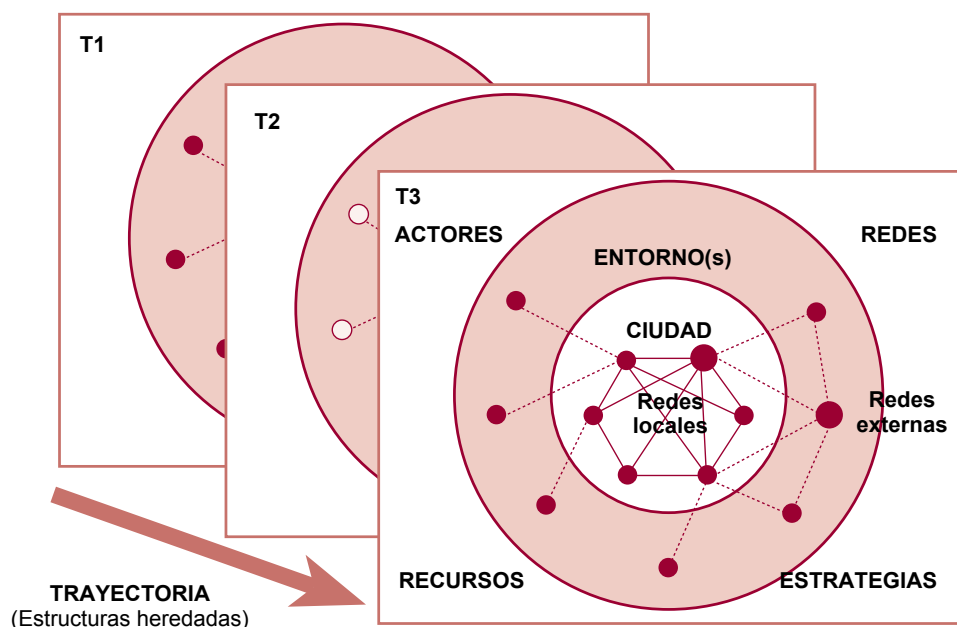 T1
T2
T3
ACTORES
REDES
ENTORNO(s)
CIUDAD
Redes
locales
Redes
externas
RECURSOS
ESTRATEGIAS
TRAYECTORIA
(Estructuras heredadas)